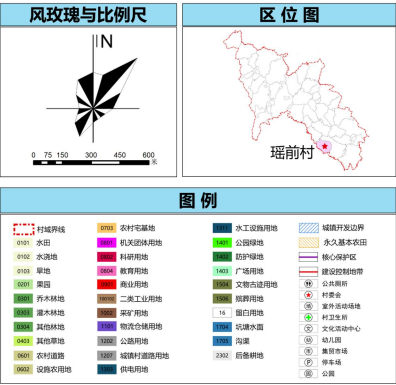 风玫瑰与比例尺
N
0 75 150 300 450 600
米
区位图
瑶前村
图例
村域界线
0101 水田
0102 水浇地
0103 旱地
0201 果园
0301 乔木林地
0302 灌木林地
0304 其他林地
0403 其他草地
0601 农村道路
0602 设施农用地
0703 农村宅基地
0801 机关团体用地
0802 科研用地
0804 教育用地
0901 商业用地
100102 二类工业用地
1002 采矿用地
1101 物流仓储用地
1202 公路用地
1207 城镇村道路用地
1303 供电用地
1311 水工设施用地
1401 公园绿地
1402 防护绿地
1403 广场用地
1504 文物古迹用地
1506 殡葬用地
16 留白用地
1704 坑塘水面
1705 沟渠
2302 后备耕地
城镇开发边界
永久基本农田
核心保护区
建设控制地带
公共厕所
村委会
室外活动场地
村卫生所
文 文化活动中心
幼 幼儿园
集贸市场
P 停车场
公园